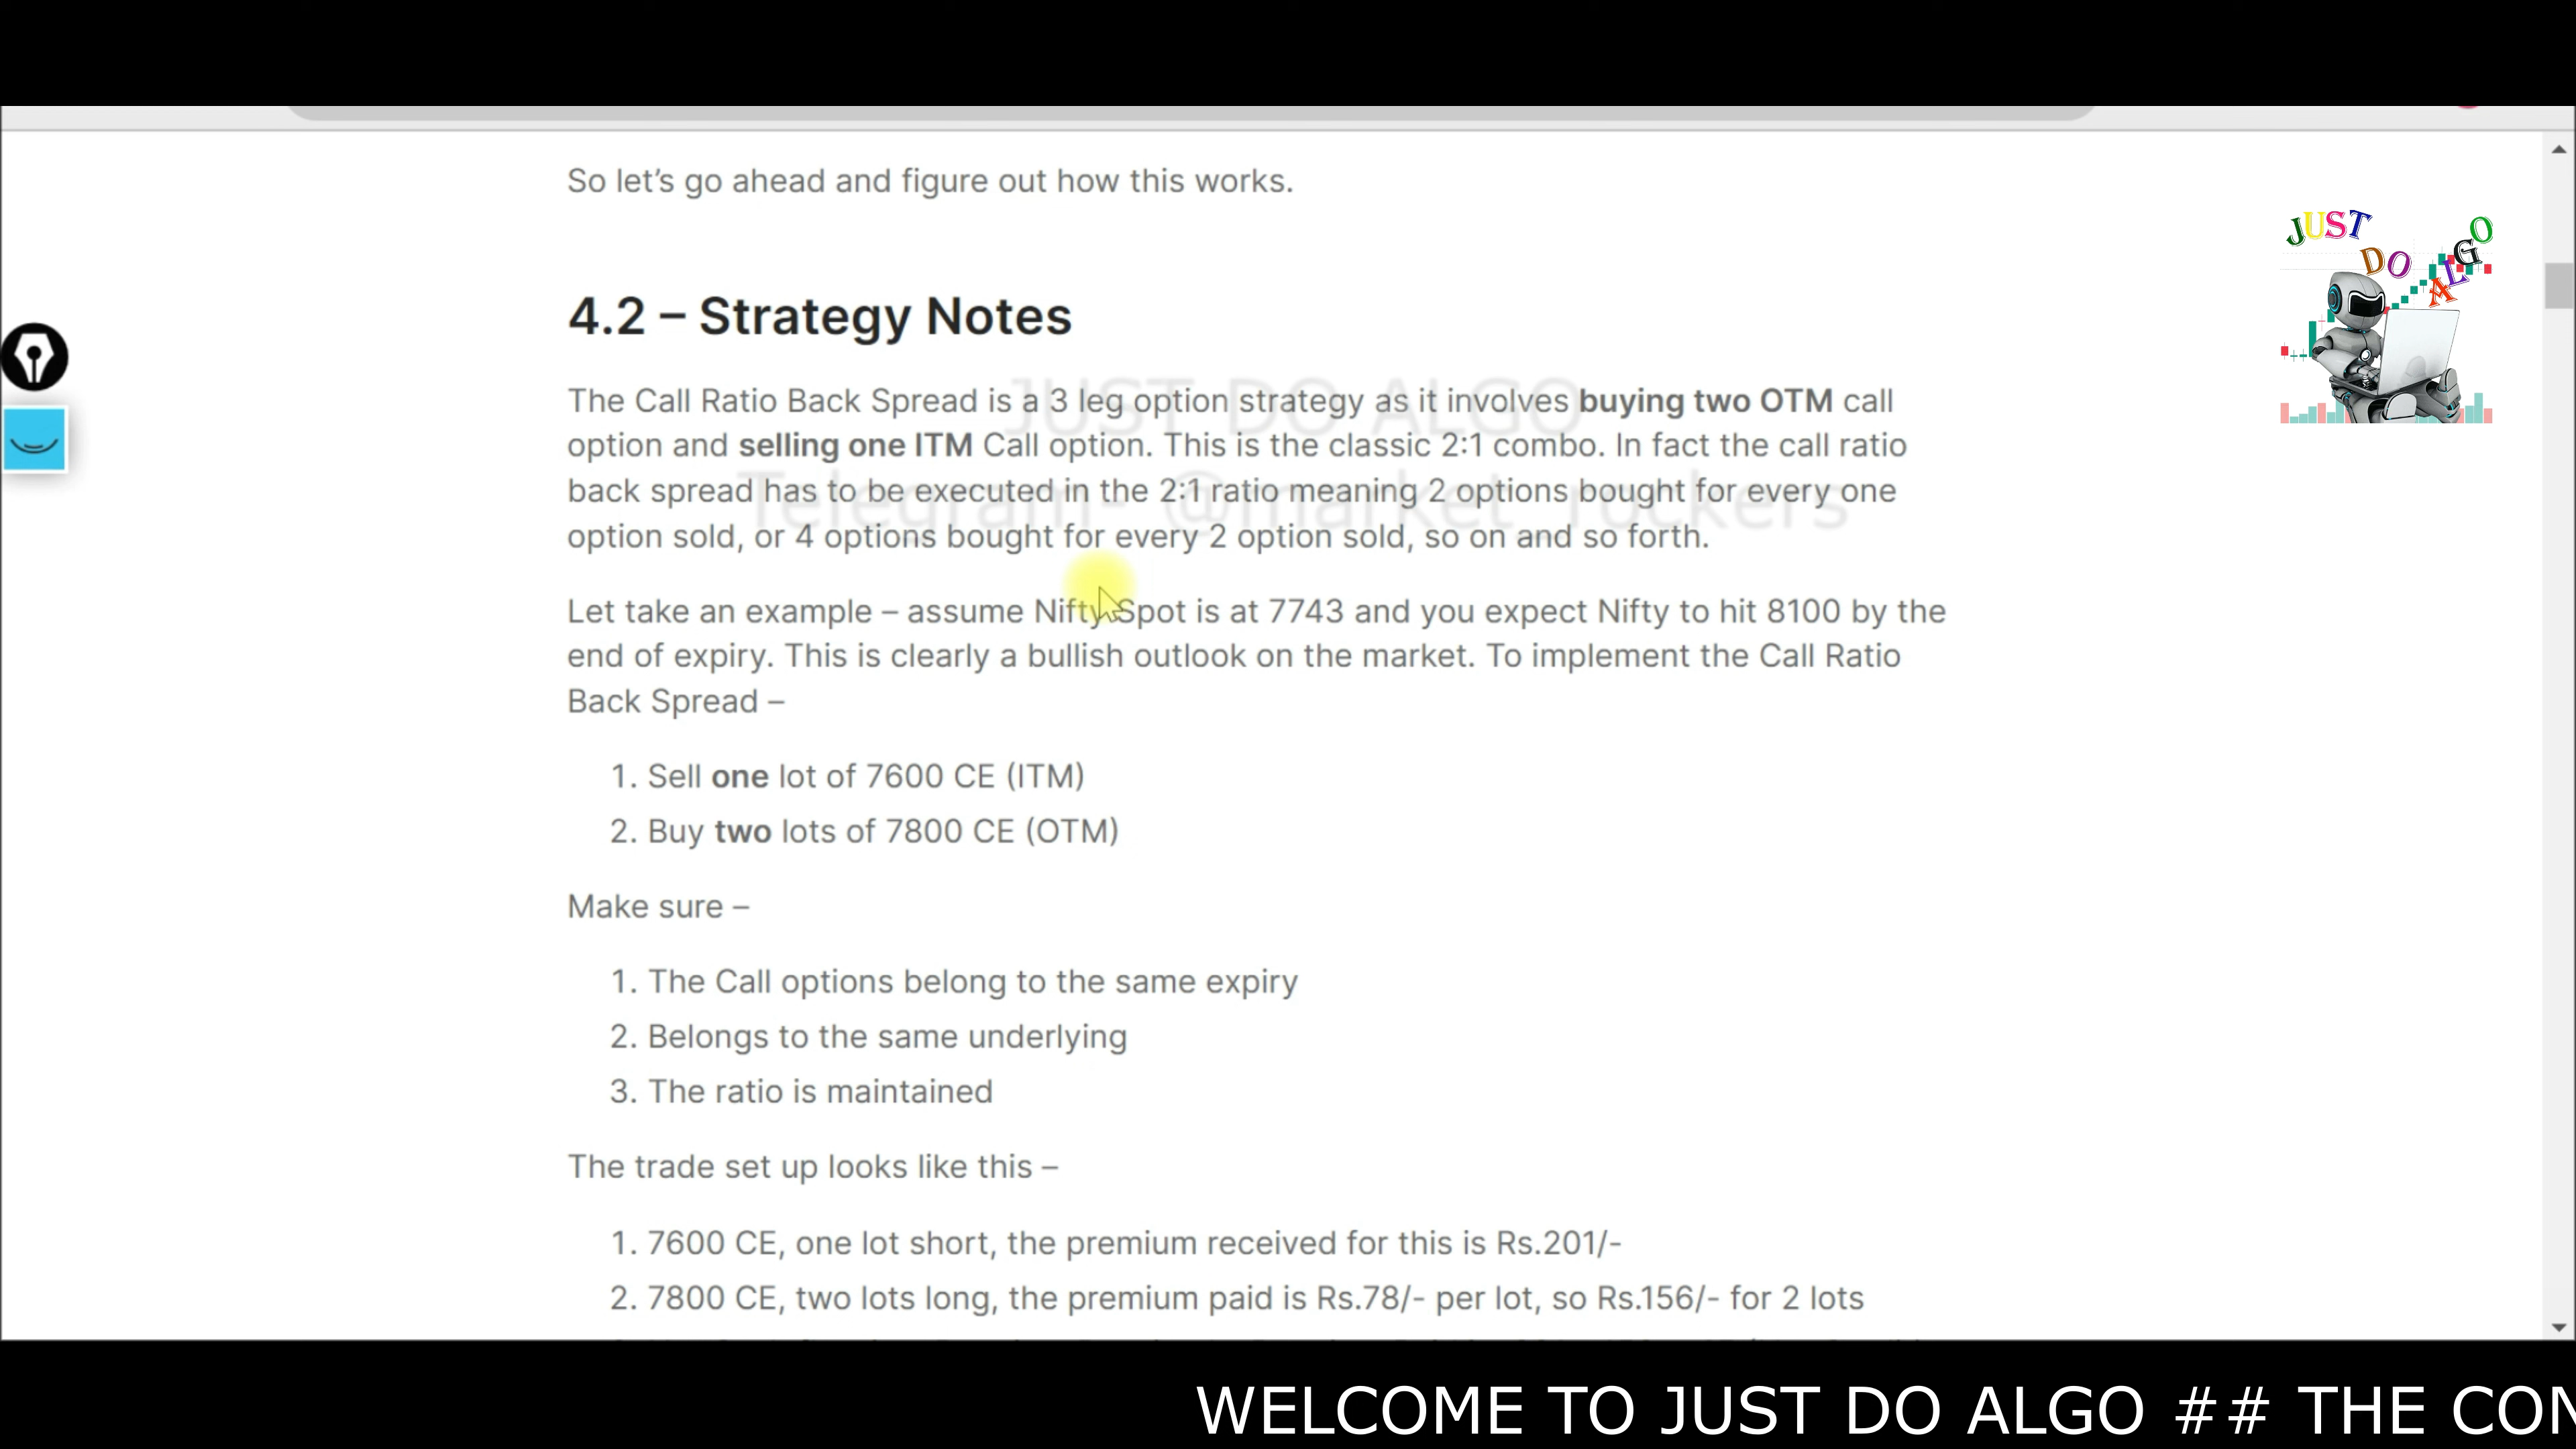 So let’s go ahead and figure out how this works.
JUST
DO ALGO
4.2 – Strategy Notes
The Call Ratio Back Spread is a 3 leg option strategy as it involves buying two OTM call
option and selling one ITM Call option. This is the classic 2:1 combo. In fact the call ratio
back spread has to be executed in the 2:1 ratio meaning 2 options bought for every one
option sold, or 4 options bought for every 2 option sold, so on and so forth.
JUST DO ALGO
Telegram- @market_rockers
Let take an example – assume Nifty Spot is at 7743 and you expect Nifty to hit 8100 by the
end of expiry. This is clearly a bullish outlook on the market. To implement the Call Ratio
Back Spread –
1. Sell one lot of 7600 CE (ITM)
2. Buy two lots of 7800 CE (OTM)
Make sure –
1. The Call options belong to the same expiry
2. Belongs to the same underlying
3. The ratio is maintained
The trade set up looks like this –
1. 7600 CE, one lot short, the premium received for this is Rs.201/-
2. 7800 CE, two lots long, the premium paid is Rs.78/- per lot, so Rs.156/- for 2 lots
WELCOME TO JUST DO ALGO ## THE CON